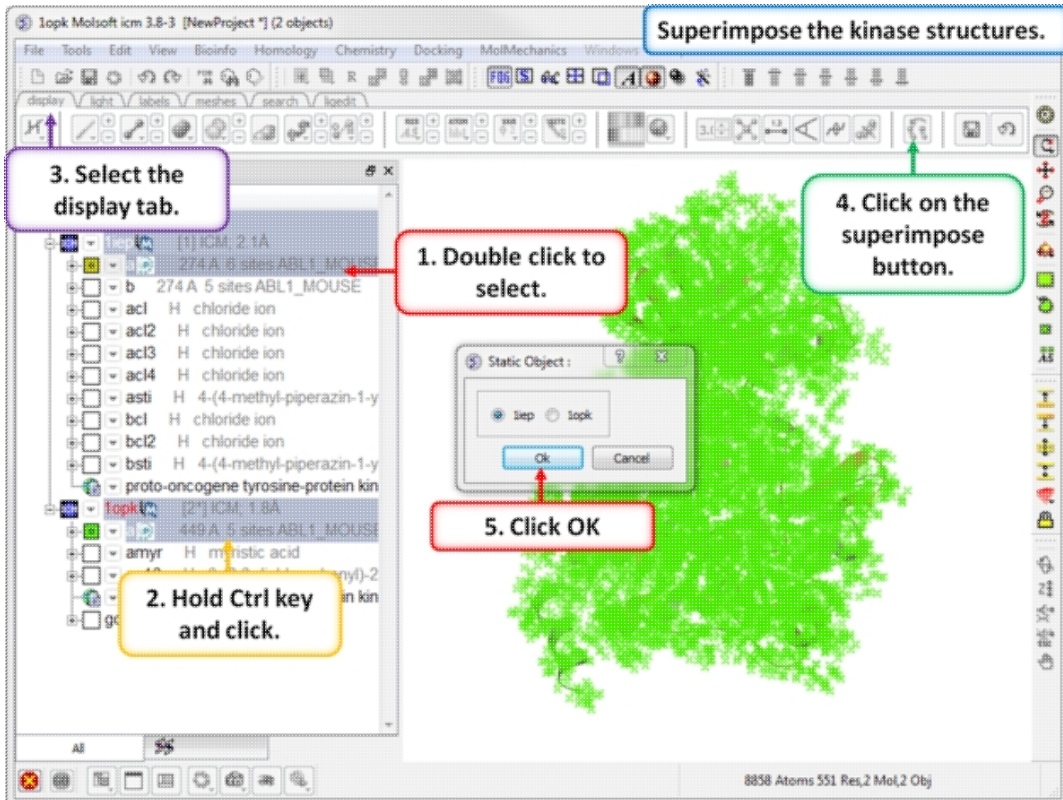 1opk Molsoft icm 3.8-3 [NewProject *] (2 objects)
Superimpose the kinase structures.
File Tools Edit View Bioinfo Homology Chemistry Docking MolMechanics Windows
FOG
display light labels meshes search ligedit
3. Select the
display tab.
4. Click on the
superimpose
button.
1iep [1] ICM, 2.1A
1. Double click to
select.
a 274 A 6 sites ABL1_MOUSE
b 274 A 5 sites ABL1_MOUSE
acl H chloride ion
acl2 H chloride ion
acl3 H chloride ion
acl4 H chloride ion
asti H 4-(4-methyl-piperazin-1-y
bcl H chloride ion
bcl2 H chloride ion
bsti H 4-(4-methyl-piperazin-1-y
proto-oncogene tyrosine-protein kin
Static Object :
1iep 1opk
Ok Cancel
5. Click OK
1opk [2*] ICM, 1.8A
a 449 A 5 sites ABL1_MOUSE
amyr H myristic acid
2. Hold Ctrl key
and click.
All
8858 Atoms 551 Res,2 Mol,2 Obj